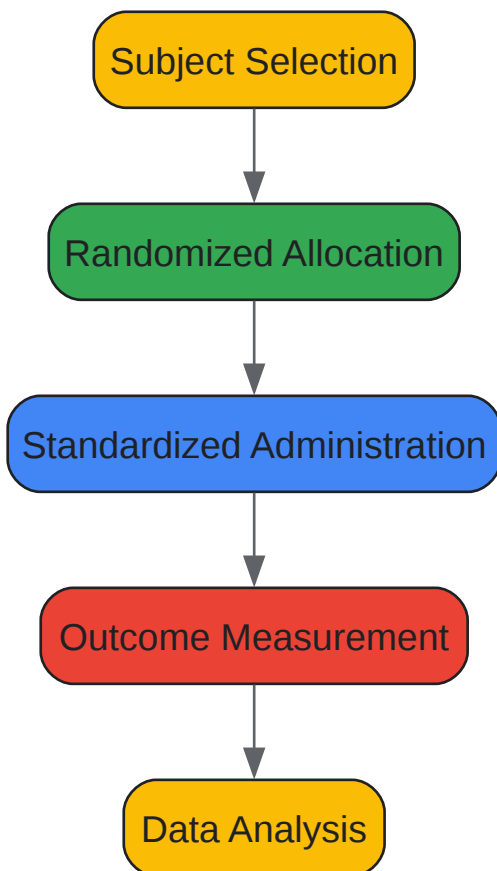 Subject Selection
Randomized Allocation
Standardized Administration
Outcome Measurement
Data Analysis